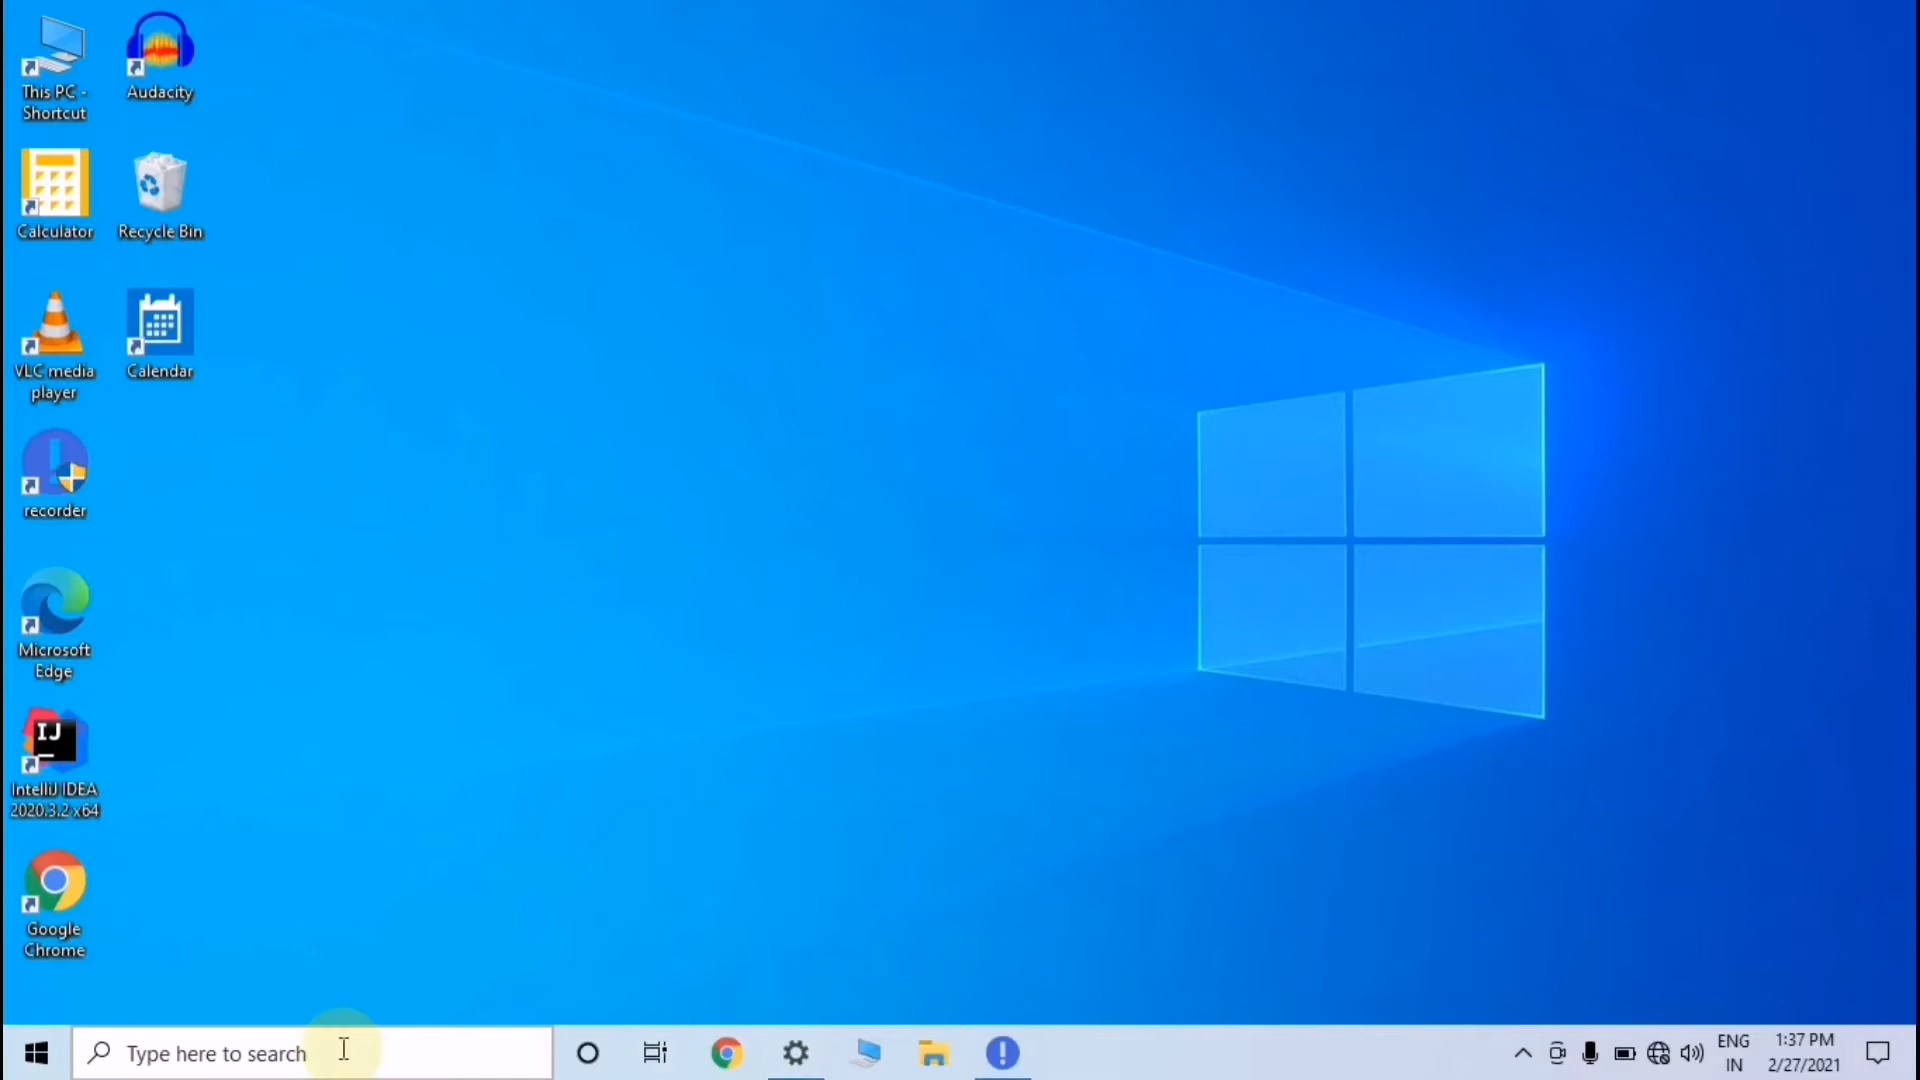 This PC -
Shortcut
Audacity
Calculator
Recycle Bin
VLC media
player
Calendar
recorder
Microsoft
Edge
IJ
IntelliJ IDEA
2020.3.2 x64
Google
Chrome
Type here to search
ENG
IN
1:37 PM
2/27/2021